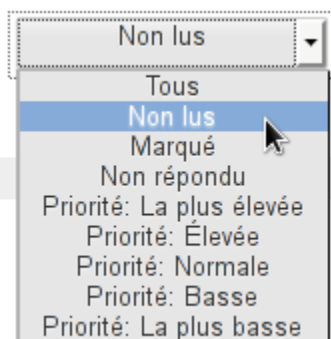 Non lus
Tous
Non lus
Marqué
Non répondu
Priorité: La plus élevée
Priorité: Élevée
Priorité: Normale
Priorité: Basse
Priorité: La plus basse